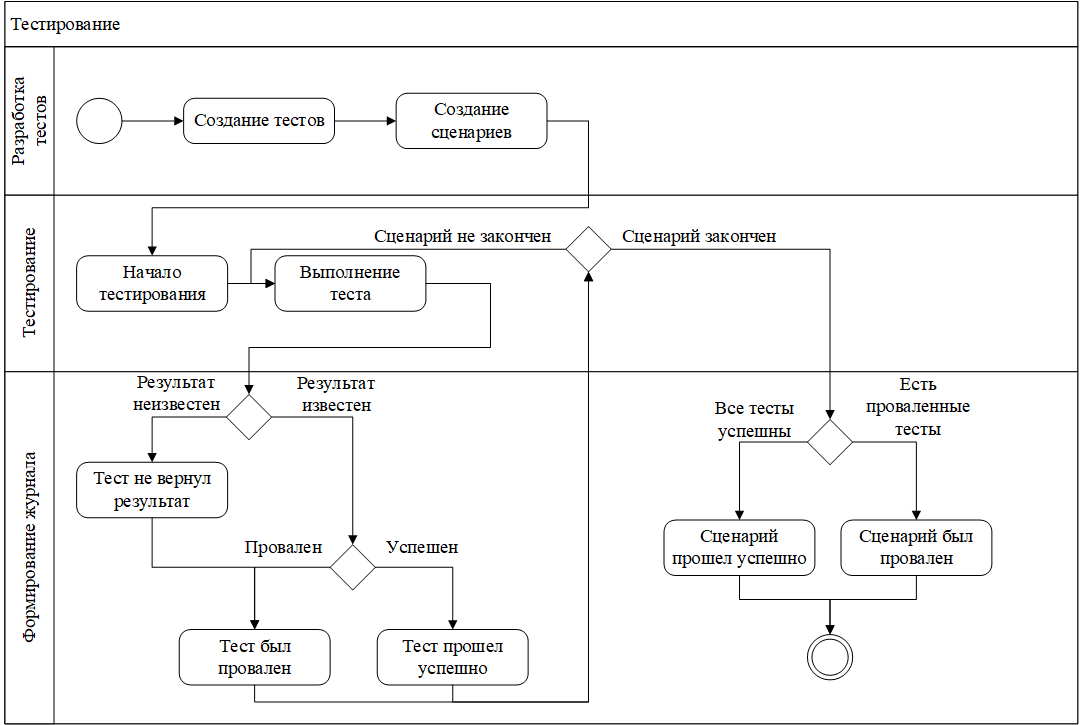 Тестирование
Разработка
тестов
Создание тестов
Создание
сценариев
Тестирование
Сценарий не закончен
Сценарий закончен
Начало
тестирования
Выполнение
теста
Формирование журнала
Результат
неизвестен
Результат
известен
Все тесты
успешны
Есть
проваленные
тесты
Тест не вернул
результат
Провален
Успешен
Сценарий
прошел успешно
Сценарий был
провален
Тест был
провален
Тест прошел
успешно